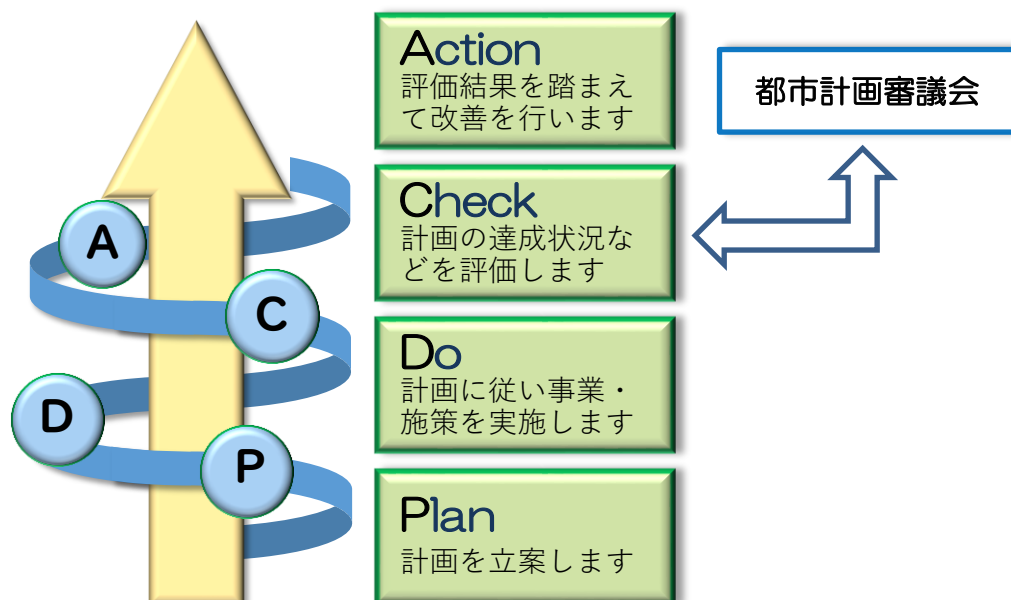 Action
評価結果を踏まえ
て改善を行います
都市計画審議会
Check
計画の達成状況な
どを評価します
Do
計画に従い事業・
施策を実施します
Plan
計画を立案します
A
C
D
P